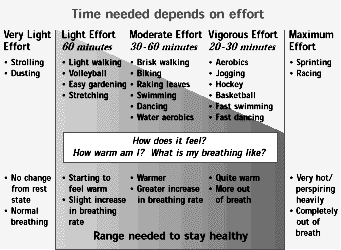 Time needed depends on effort
Very Light Effort
• Strolling
• Dusting
Light Effort
60 minutes
• Light walking
• Volleyball
• Easy gardening
• Stretching
Moderate Effort
30-60 minutes
• Brisk walking
• Biking
• Raking leaves
• Swimming
• Dancing
• Water aerobics
Vigorous Effort
20-30 minutes
• Aerobics
• Jogging
• Hockey
• Basketball
• Fast swimming
• Fast dancing
Maximum Effort
• Sprinting
• Racing
How does it feel?
How warm am I? What is my breathing like?
• No change
from rest
state
• Normal
breathing
• Starting to
feel warm
• Slight increase
in breathing
rate
• Warmer
• Greater increase
in breathing rate
• Quite warm
• More out of
breath
• Very hot/
perspiring
heavily
• Completely
out of
breath
Range needed to stay healthy